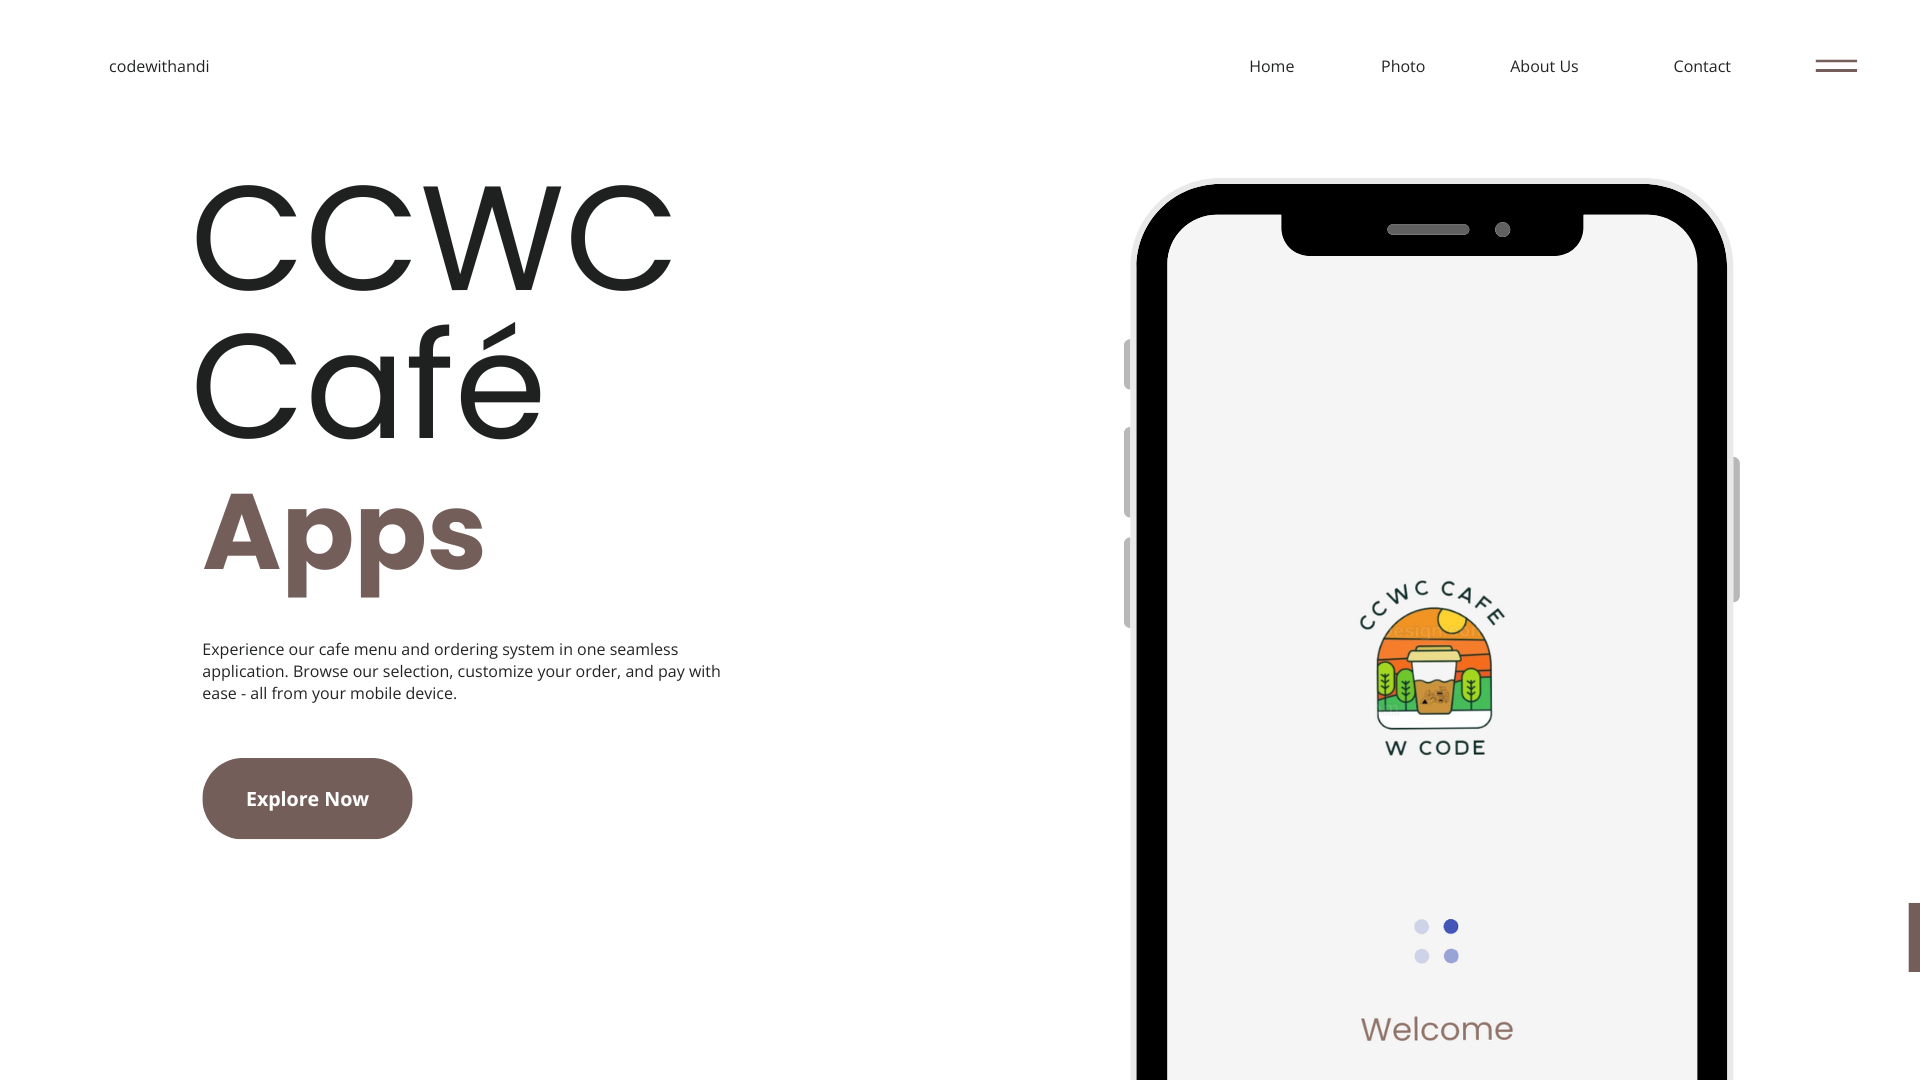 codewithandi
Home
Photo
About Us
Contact
CCWC
Café
Apps
Experience our cafe menu and ordering system in one seamless
application. Browse our selection, customize your order, and pay with
ease - all from your mobile device.
Explore Now
CCWC CAFE
W CODE
Welcome